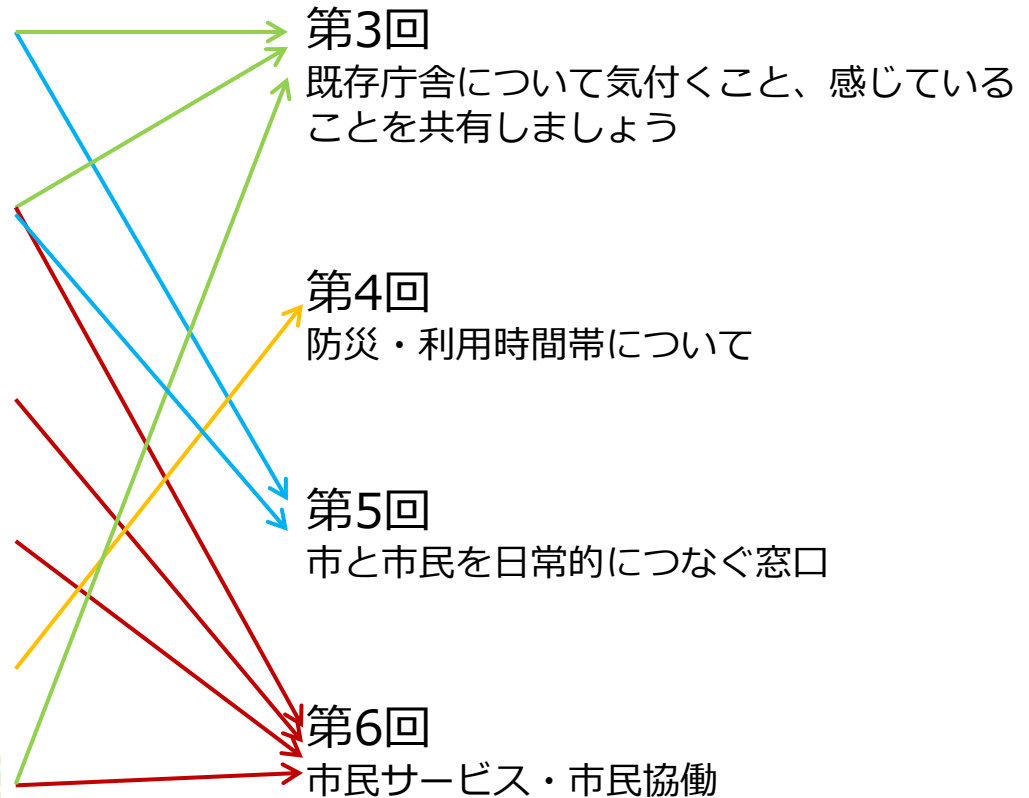 第3回
既存庁舎について気付くこと、感じている
ことを共有しましょう
第4回
防災・利用時間帯について
第5回
市と市民を日常的につなぐ窓口
第6回
市民サービス・市民協働